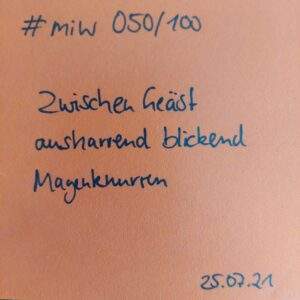 #miw 050/100
Zwischen Geäst
ausharrend blickend
Magenknurren
25.07.21